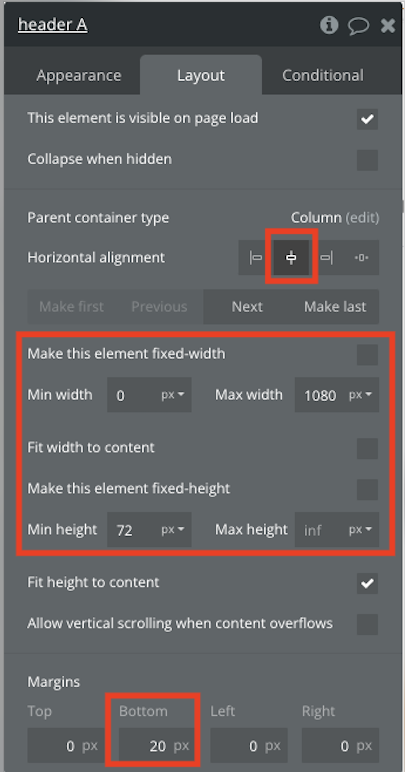 header A
Appearance Layout Conditional
This element is visible on page load
Collapse when hidden
Parent container type Column (edit)
Horizontal alignment
Make first Previous Next Make last
Make this element fixed-width
Min width 0 px Max width 1080 px
Fit width to content
Make this element fixed-height
Min height 72 px Max height inf px
Fit height to content
Allow vertical scrolling when content overflows
Margins
Top Bottom Left Right
0 px 20 px 0 px 0 px